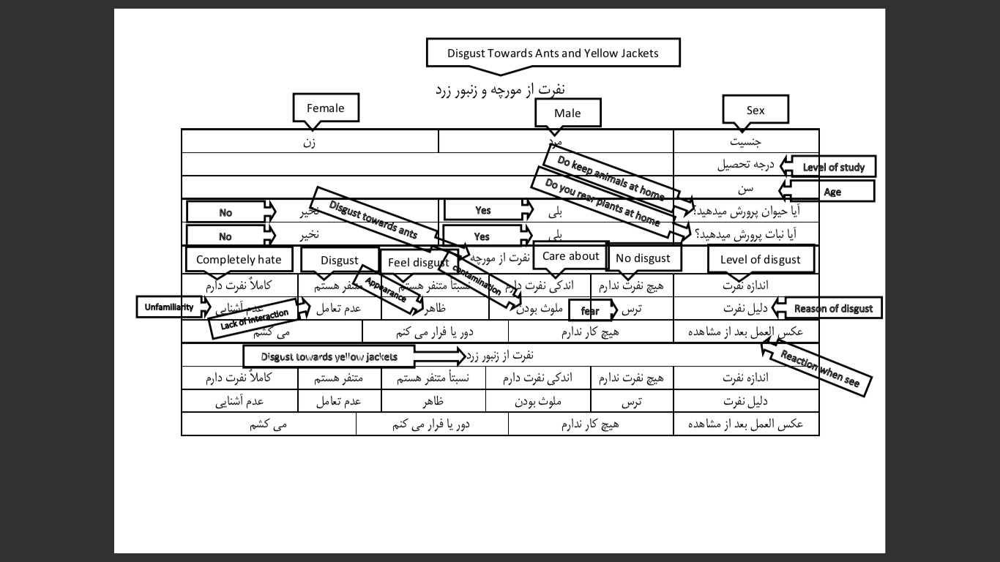 Disgust Towards Ants and Yellow Jackets
نفرت از مورچه و زنبور زرد
Sex
Male
Female
جنسیت
مرد
زن
درجه تحصیل
Level of study
سن
Age
Do keep animals at home
Do you rear plants at home
آیا حیوان پرورش میدهید؟
بلی
Yes
نخیر
No
آیا نبات پرورش میدهید؟
بلی
Yes
نخیر
No
Disgust towards ants
نفرت از مورچه
Level of disgust
No disgust
Care about
Feel disgust
Disgust
Completely hate
اندازه نفرت
هیچ نفرت ندارم
اندکی نفرت دارم
نسبتاً متنفر هستم
متنفر هستم
کاملاً نفرت دارم
Reason of disgust
دلیل نفرت
ترس
fear
ملوث بودن
contamination
ظاهر
Appearance
عدم تعامل
Lack of interaction
عدم آشنایی
Unfamiliarity
عکس العمل بعد از مشاهده
هیچ کار ندارم
دور یا فرار می کنم
می کشم
Reaction when see
نفرت از زنبور زرد
Disgust towards yellow jackets
اندازه نفرت
هیچ نفرت ندارم
اندکی نفرت دارم
نسبتاً متنفر هستم
متنفر هستم
کاملاً نفرت دارم
دلیل نفرت
ترس
ملوث بودن
ظاهر
عدم تعامل
عدم آشنایی
عکس العمل بعد از مشاهده
هیچ کار ندارم
دور یا فرار می کنم
می کشم